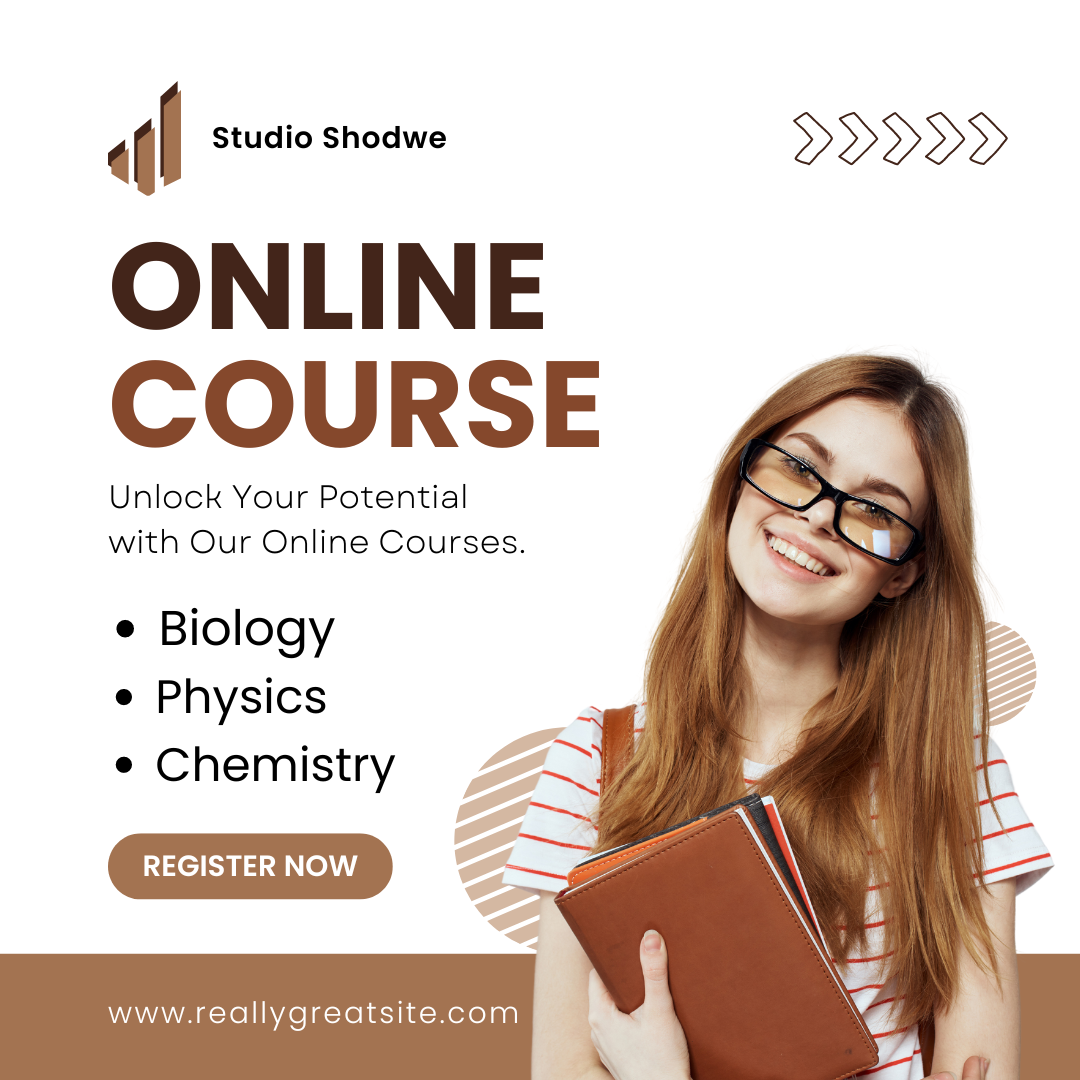 Studio Shodwe
ONLINE
COURSE
Unlock Your Potential
with Our Online Courses.
• Biology
• Physics
• Chemistry
REGISTER NOW
www.reallygreatsite.com